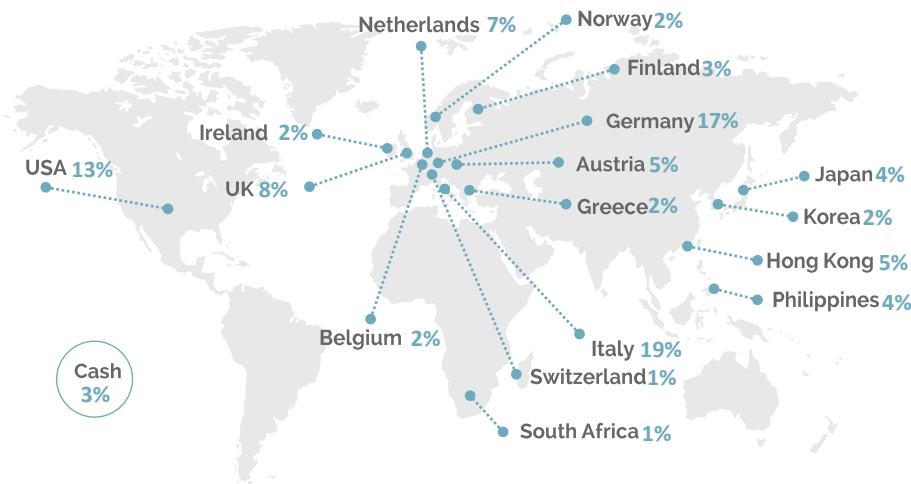 Netherlands 7%
Norway 2%
Finland 3%
Germany 17%
Ireland 2%
USA 13%
UK 8%
Austria 5%
Greece 2%
Japan 4%
Korea 2%
Hong Kong 5%
Philippines 4%
Belgium 2%
Italy 19%
Switzerland 1%
South Africa 1%
Cash
3%